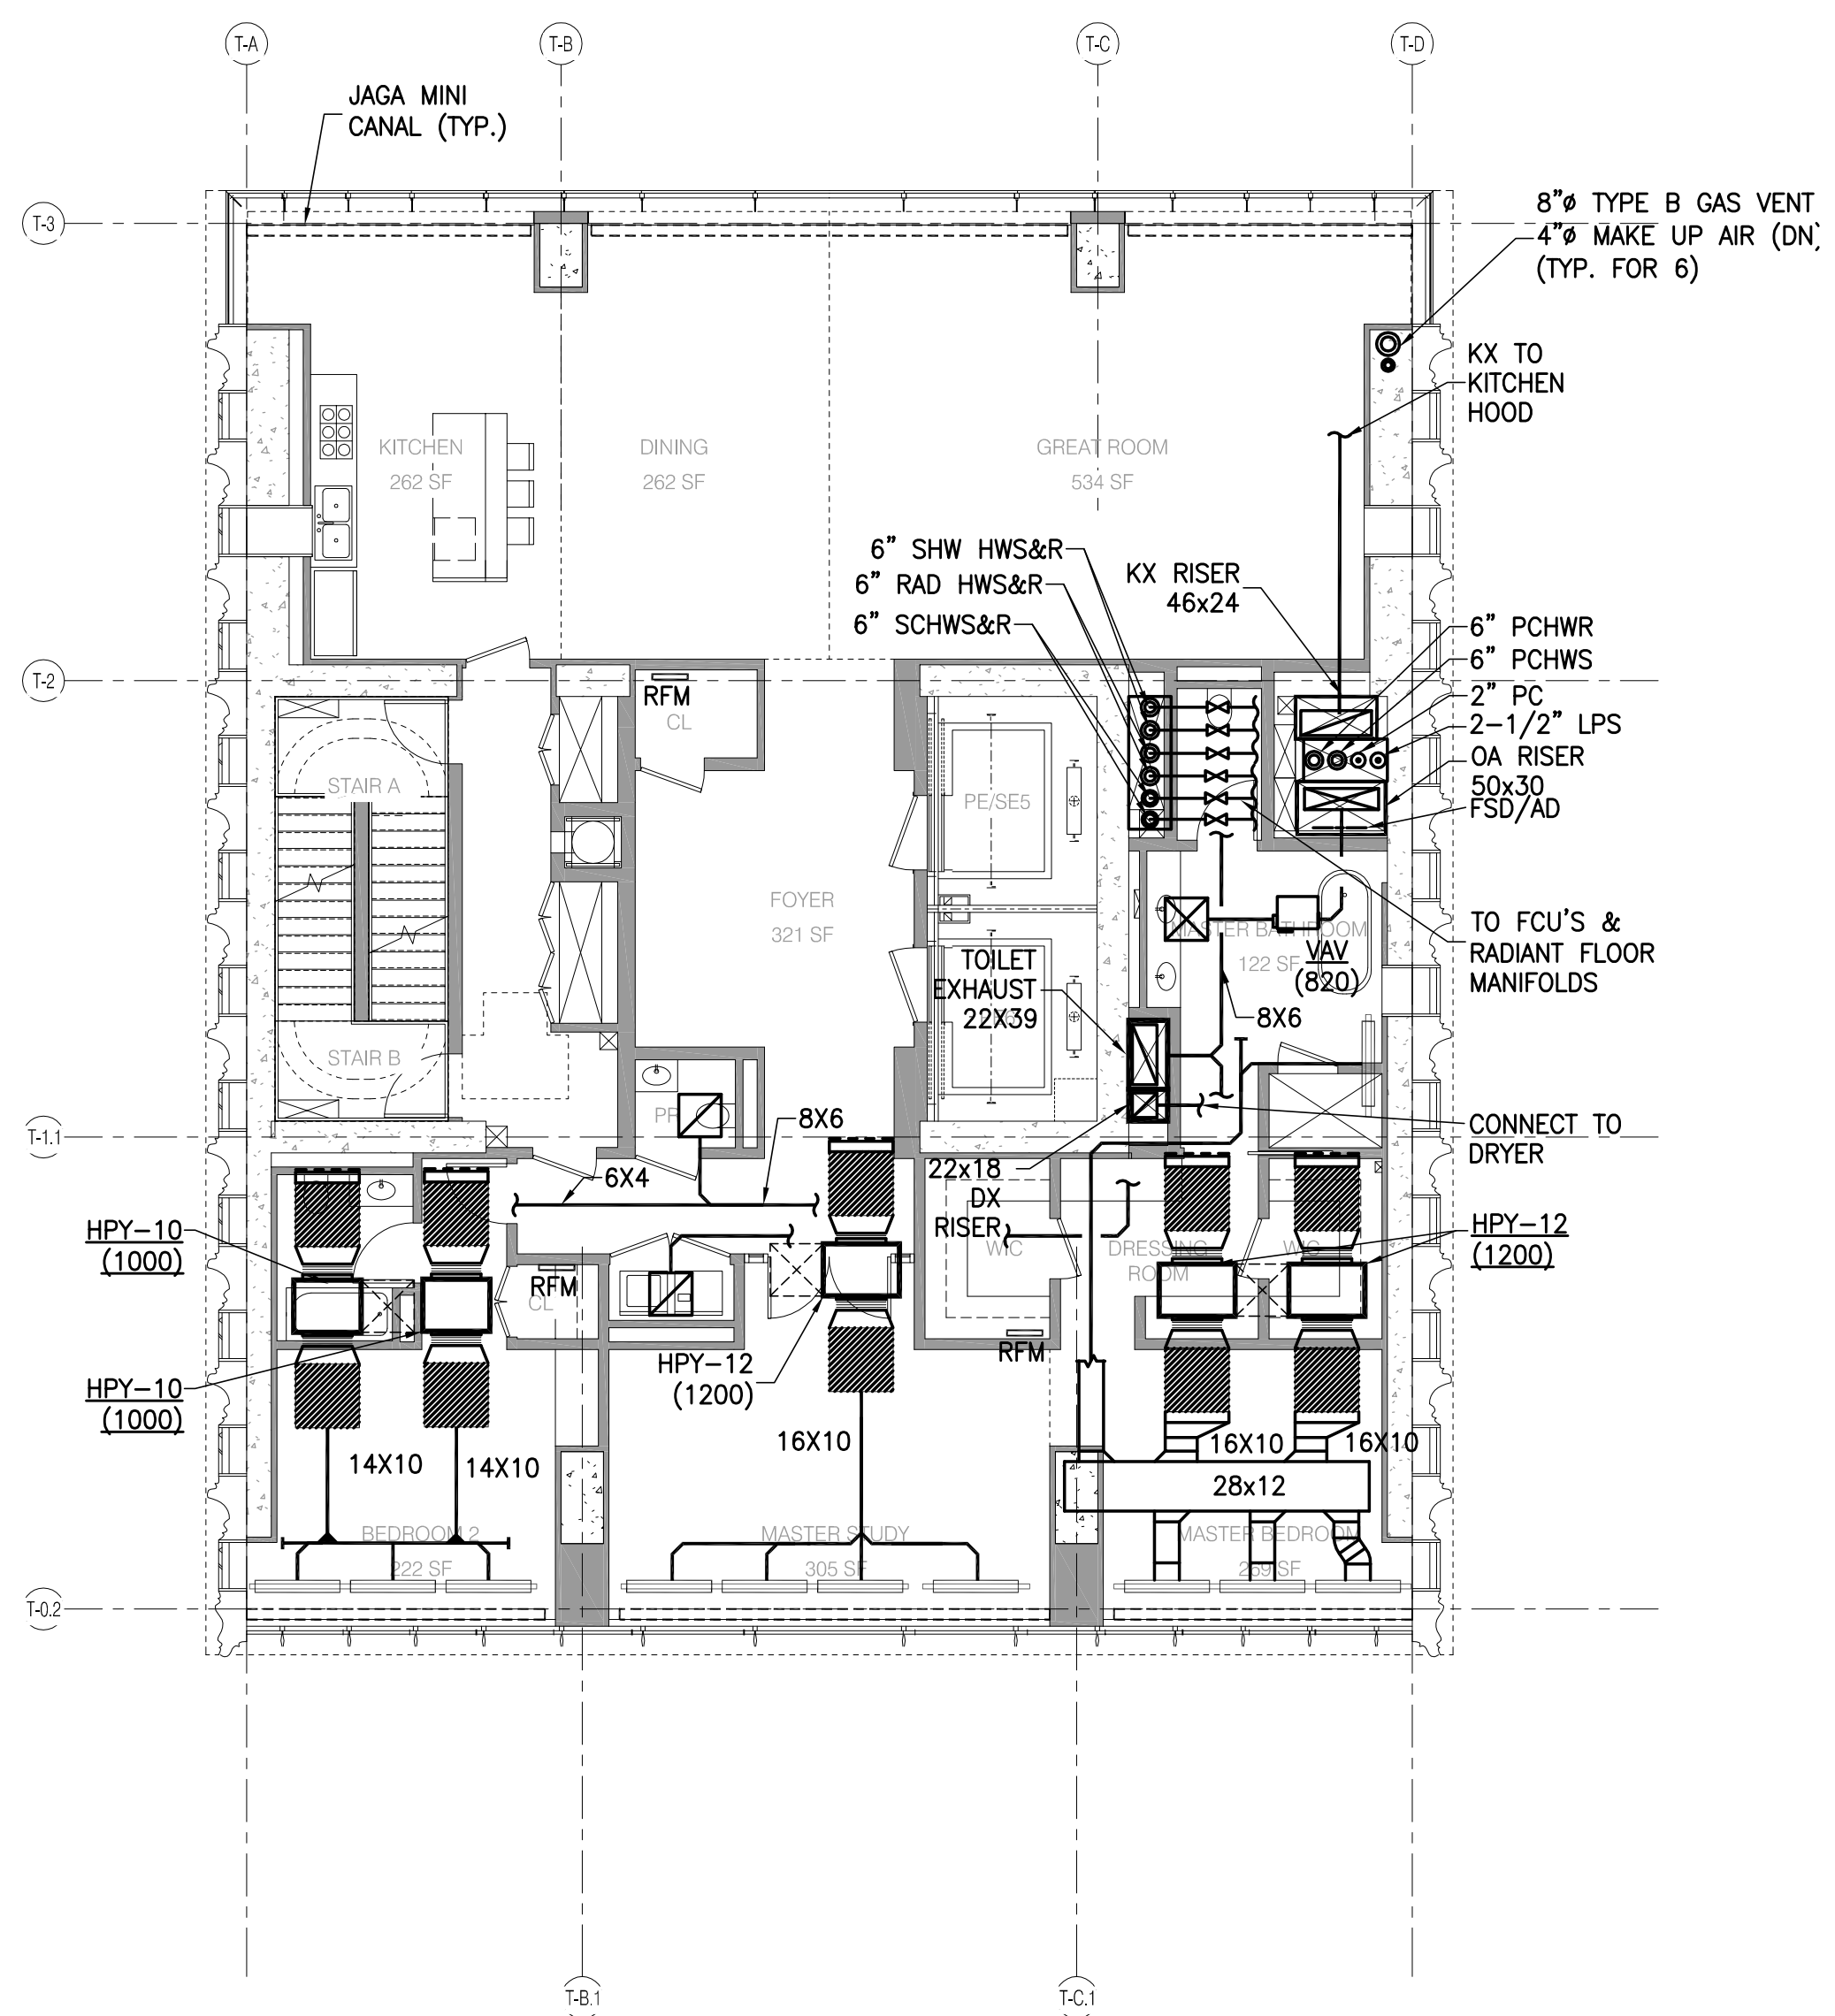 T-A
T-B
T-C
T-D
JAGA MINI
CANAL (TYP.)
T-3
8"ø TYPE B GAS VENT
4"ø MAKE UP AIR (DN)
(TYP. FOR 6)
KX TO
KITCHEN
HOOD
KITCHEN
262 SF
DINING
262 SF
GREAT ROOM
534 SF
6" SHW HWS&R
6" RAD HWS&R
6" SCHWS&R
KX RISER
46x24
6" PCHWR
6" PCHWS
2" PC
2-1/2" LPS
OA RISER
50x30
FSD/AD
T-2
RFM
CL
STAIR A
PE/SE5
FOYER
321 SF
MASTER BATHROOM
122 SF
VAV
(820)
TO FCU'S &
RADIANT FLOOR
MANIFOLDS
TOILET
EXHAUST
22X39
8X6
STAIR B
PR
8X6
T-1.1
CONNECT TO
DRYER
6X4
22x18
DX
RISER
WIC
DRESSING
ROOM
WIC
HPY-10
(1000)
HPY-12
(1200)
RFM
CL
RFM
HPY-12
(1200)
HPY-10
(1000)
14X10
14X10
16X10
16X10
16X10
28x12
BEDROOM 2
222 SF
MASTER STUDY
305 SF
MASTER BEDROOM
269 SF
T-0.2
T-B.1
T-C.1